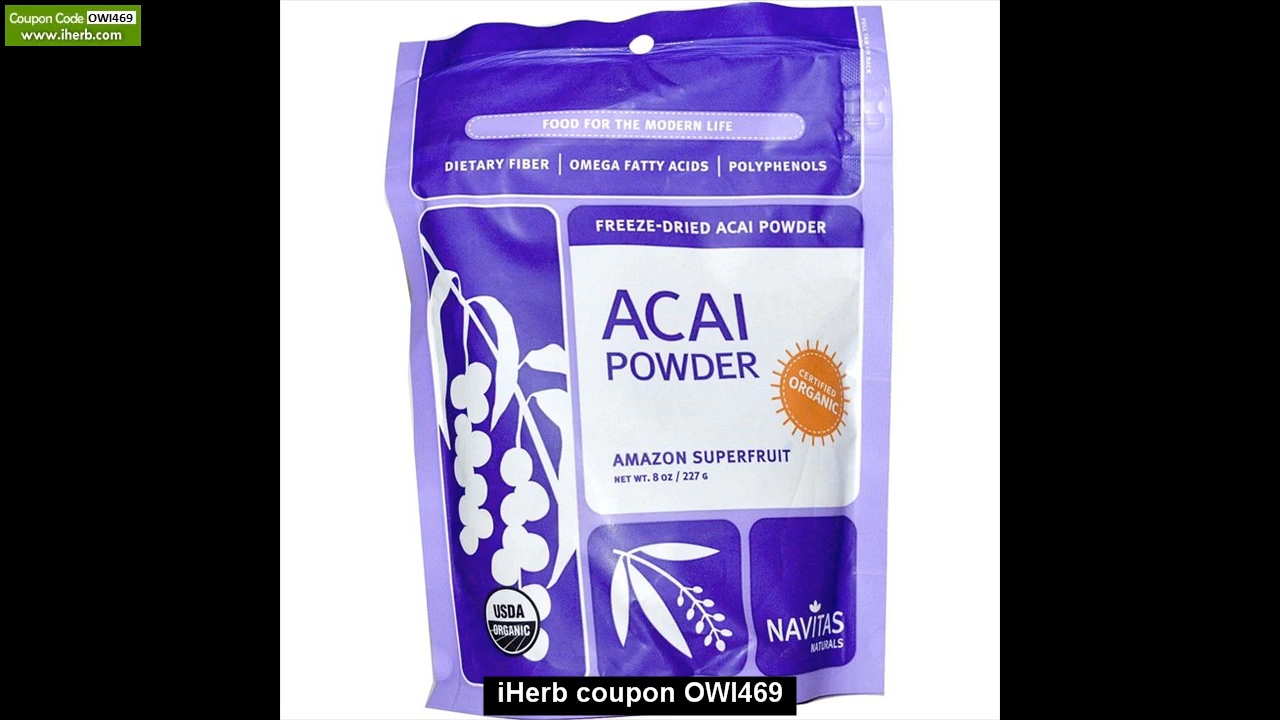 Coupon Code OWI469
www.iherb.com
FOOD FOR THE MODERN LIFE
DIETARY FIBER | OMEGA FATTY ACIDS | POLYPHENOLS
FREEZE-DRIED ACAI POWDER
ACAI
POWDER
CERTIFIED
ORGANIC
AMAZON SUPERFRUIT
NET WT. 8 OZ / 227 G
USDA
ORGANIC
NAVITAS
NATURALS
iHerb coupon OWI469